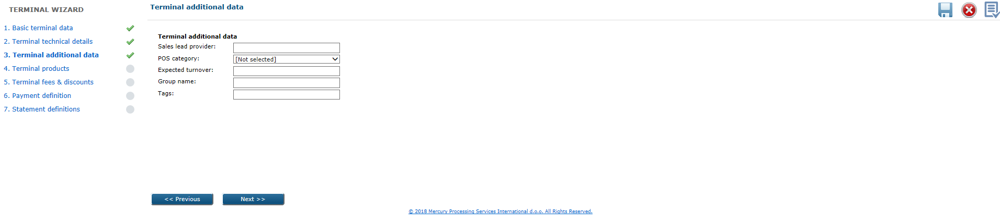 TERMINAL WIZARD
1. Basic terminal data
2. Terminal technical details
3. Terminal additional data
4. Terminal products
5. Terminal fees & discounts
6. Payment definition
7. Statement definitions
Terminal additional data
Terminal additional data
Sales lead provider:
POS category: [Not selected]
Expected turnover:
Group name:
Tags:
<< Previous Next >>
© 2018 Mercury Processing Services International d.o.o. All Rights Reserved.